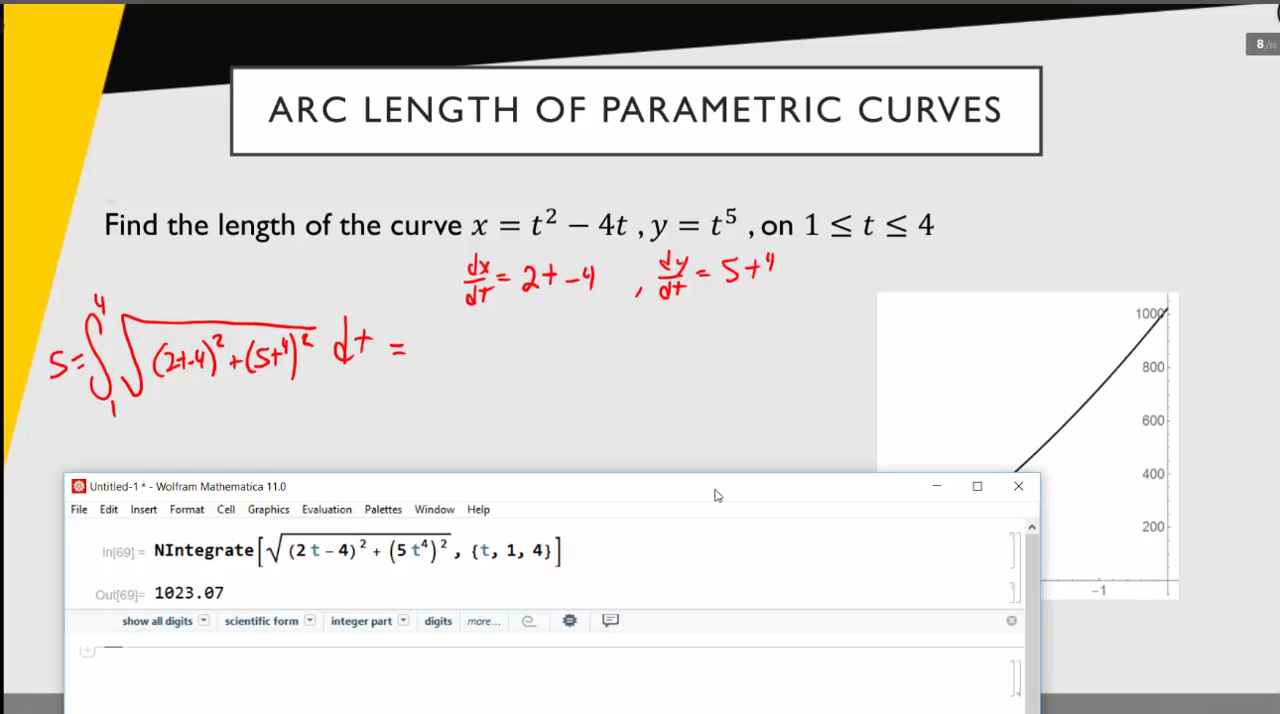 8/10
ARC LENGTH OF PARAMETRIC CURVES
Find the length of the curve x = t² − 4t , y = t⁵ , on 1 ≤ t ≤ 4
dx/dt = 2t − 4 , dy/dt = 5t⁴
S = ∫₁⁴ √((2t-4)² + (5t⁴)²) dt =
1000
800
600
400
200
−1
Untitled-1 * - Wolfram Mathematica 11.0
File Edit Insert Format Cell Graphics Evaluation Palettes Window Help
In[69]:= NIntegrate[√((2 t − 4)² + (5 t⁴)²), {t, 1, 4}]
Out[69]= 1023.07
show all digits scientific form integer part digits more...